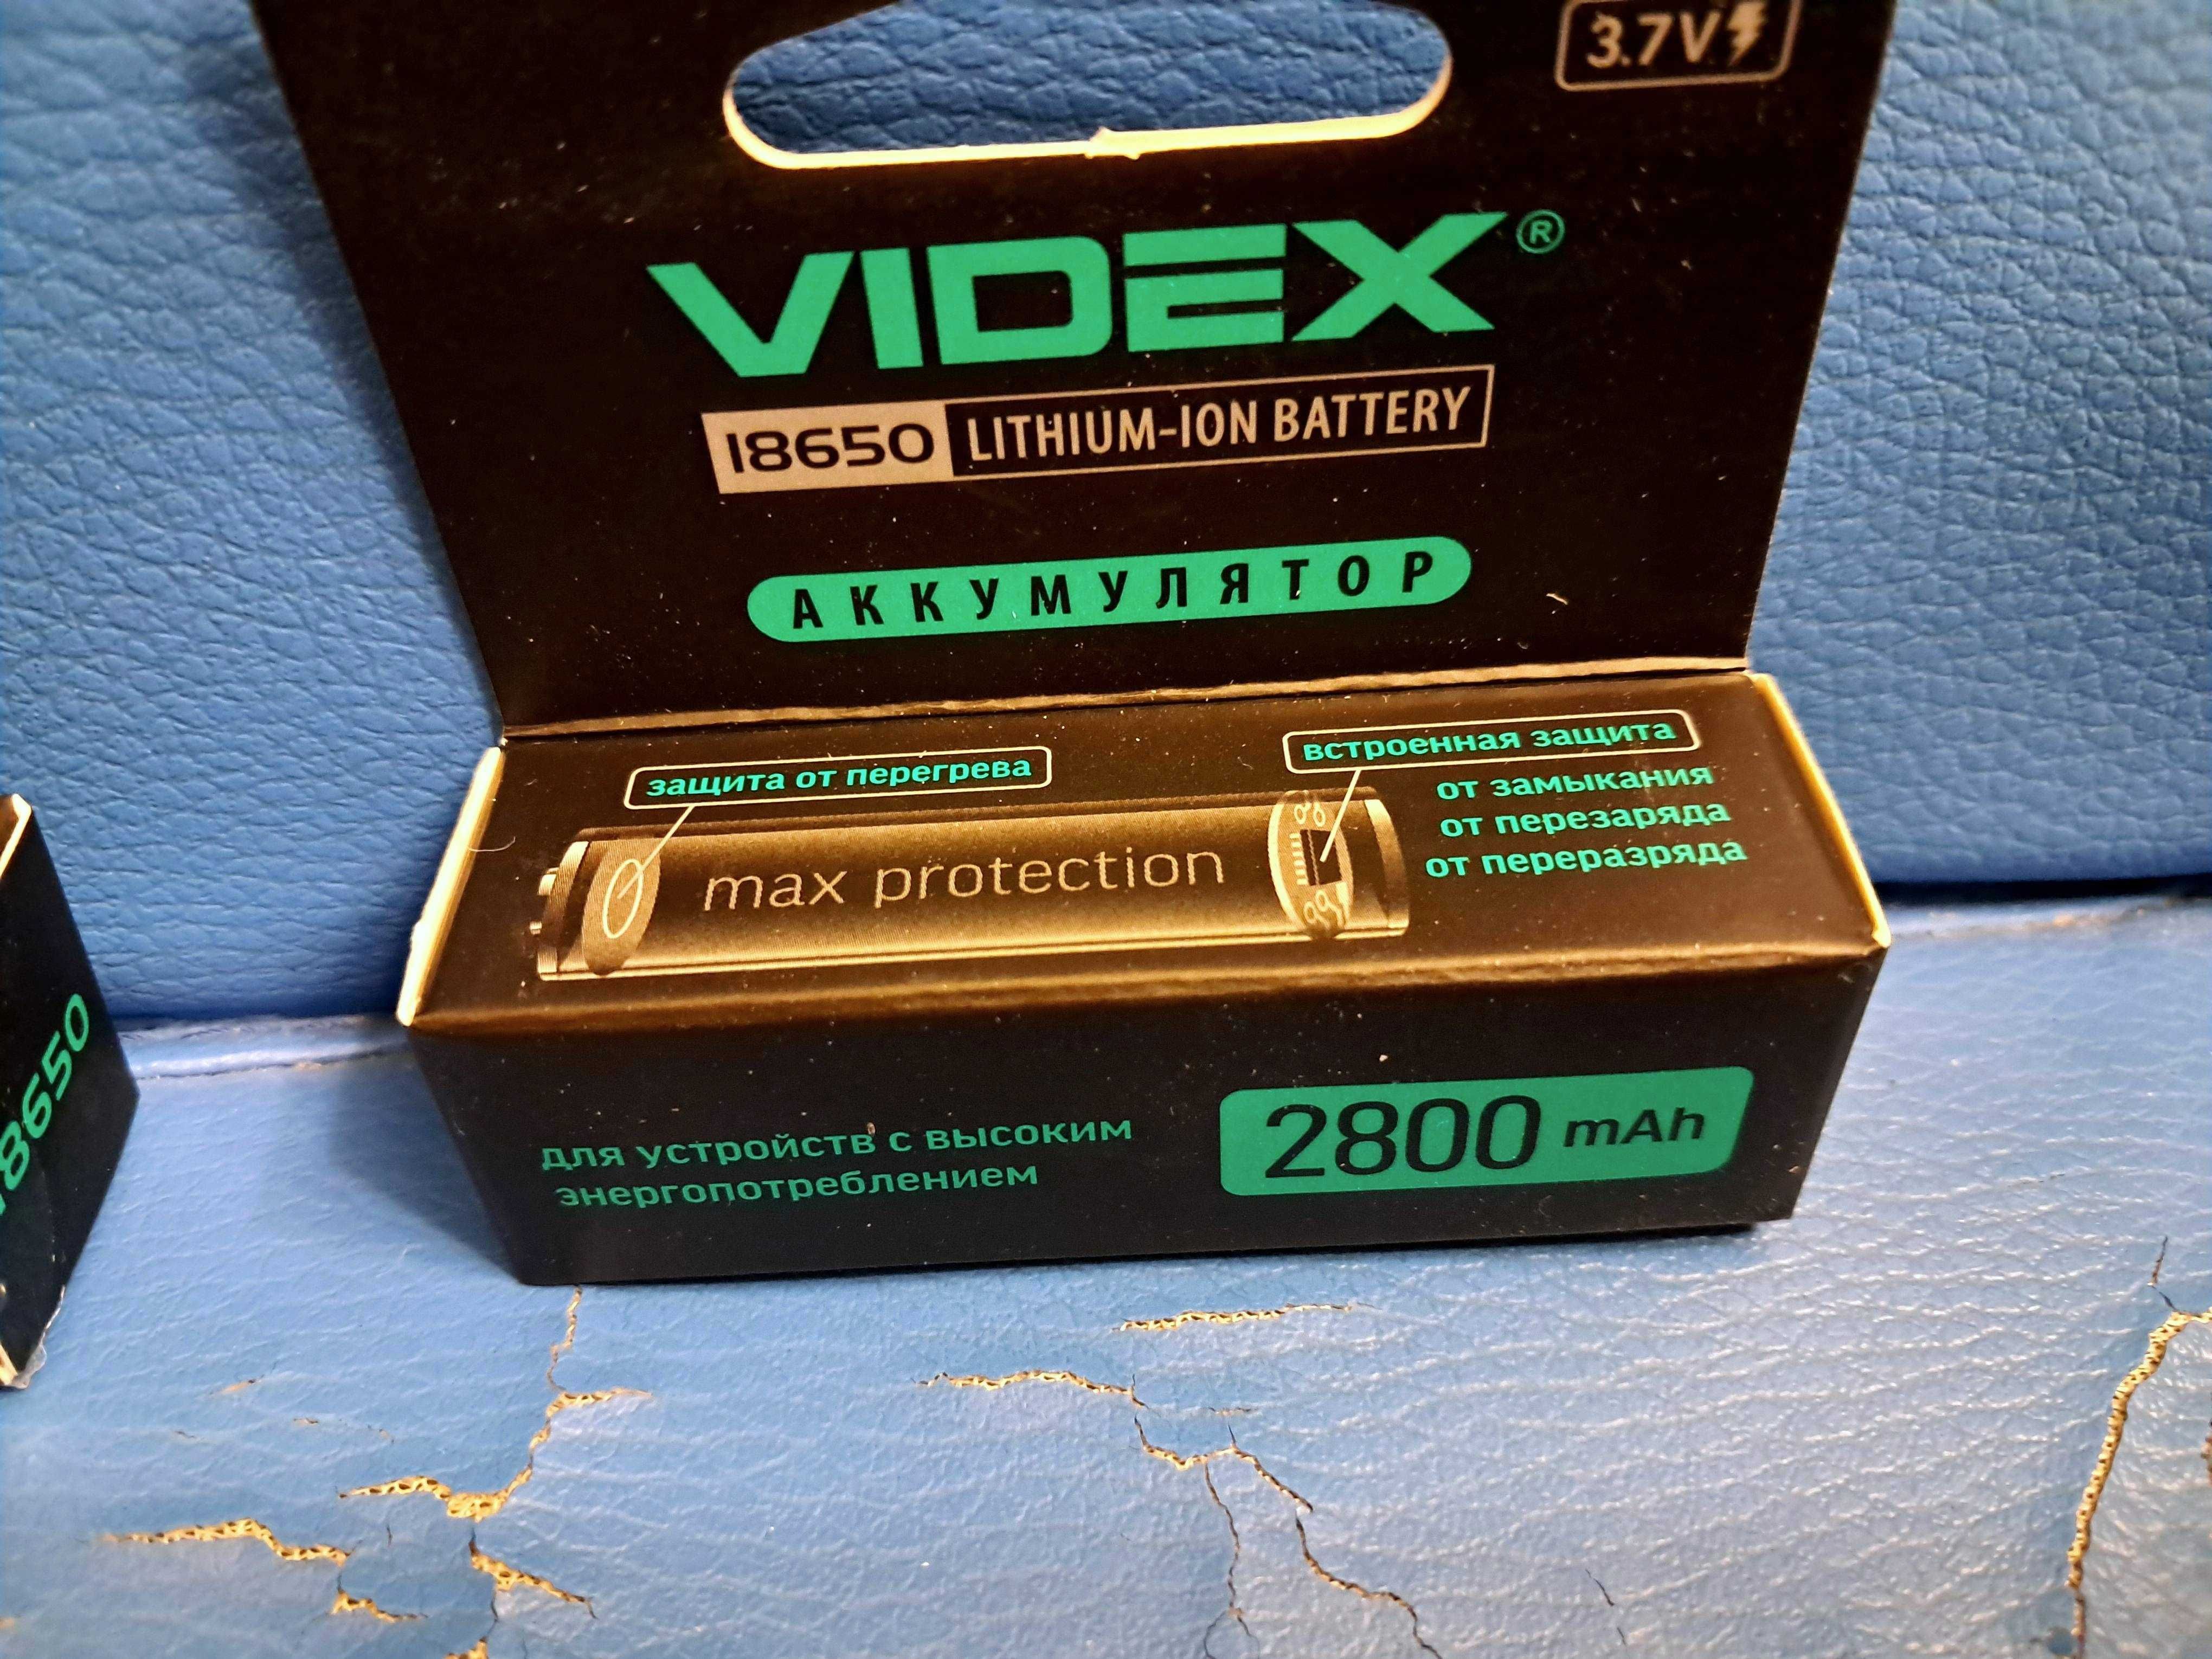 3.7V
VIDEX®
18650 LITHIUM-ION BATTERY
АККУМУЛЯТОР
защита от перегрева
встроенная защита
от замыкания
от перезаряда
от переразряда
max protection
для устройств с высоким
энергопотреблением
2800 mAh
18650